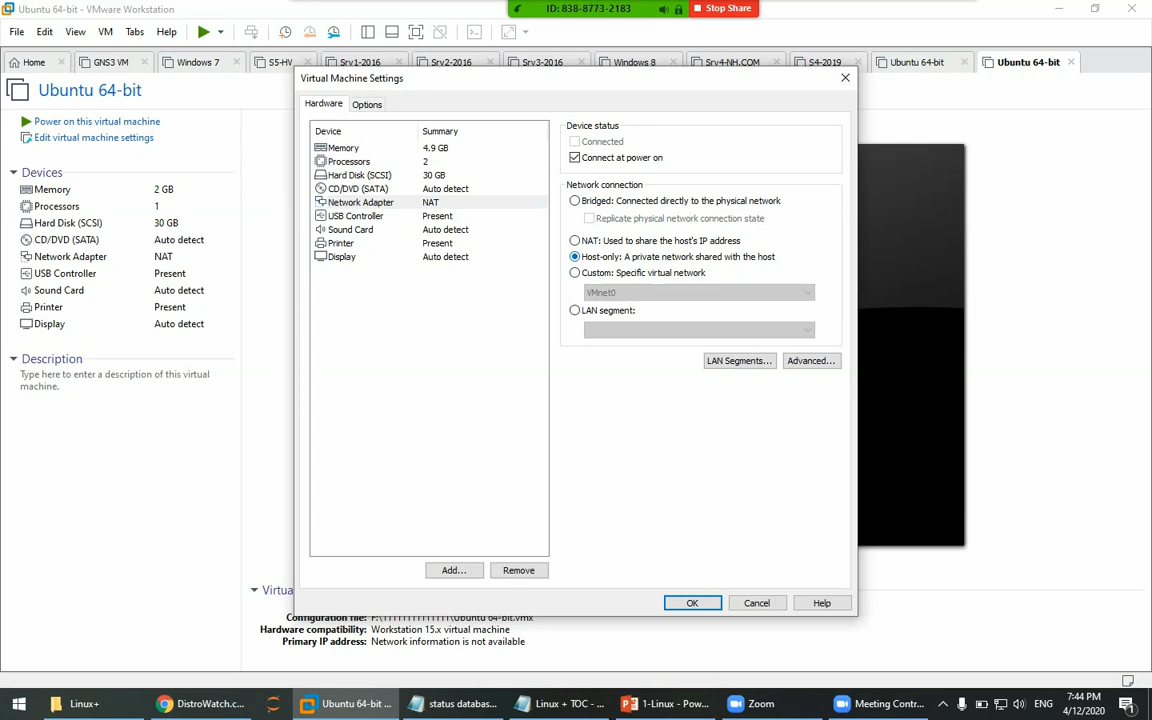 Ubuntu 64-bit - VMware Workstation
ID: 838-8773-2183
Stop Share
File Edit View VM Tabs Help
Home
GNS3 VM
Windows 7
S5-HV
Srv1-2016
Srv2-2016
Srv3-2016
Windows 8
Srv4-NH.COM
S4-2019
Ubuntu 64-bit
Ubuntu 64-bit
Ubuntu 64-bit
Power on this virtual machine
Edit virtual machine settings
Devices
Memory 2 GB
Processors 1
Hard Disk (SCSI) 30 GB
CD/DVD (SATA) Auto detect
Network Adapter NAT
USB Controller Present
Sound Card Auto detect
Printer Present
Display Auto detect
Description
Type here to enter a description of this virtual
machine.
Virtual Machine Settings
Hardware Options
Device Summary
Memory 4.9 GB
Processors 2
Hard Disk (SCSI) 30 GB
CD/DVD (SATA) Auto detect
Network Adapter NAT
USB Controller Present
Sound Card Auto detect
Printer Present
Display Auto detect
Add... Remove
Device status
Connected
Connect at power on
Network connection
Bridged: Connected directly to the physical network
Replicate physical network connection state
NAT: Used to share the host's IP address
Host-only: A private network shared with the host
Custom: Specific virtual network
VMnet0
LAN segment:
LAN Segments... Advanced...
OK Cancel Help
Virtua
Hardware compatibility: Workstation 15.x virtual machine
Primary IP address: Network information is not available
Linux+
DistroWatch.c...
Ubuntu 64-bit ...
status databas...
Linux + TOC - ...
1-Linux - Pow...
Zoom
Meeting Contr...
ENG
7:44 PM
4/12/2020
1